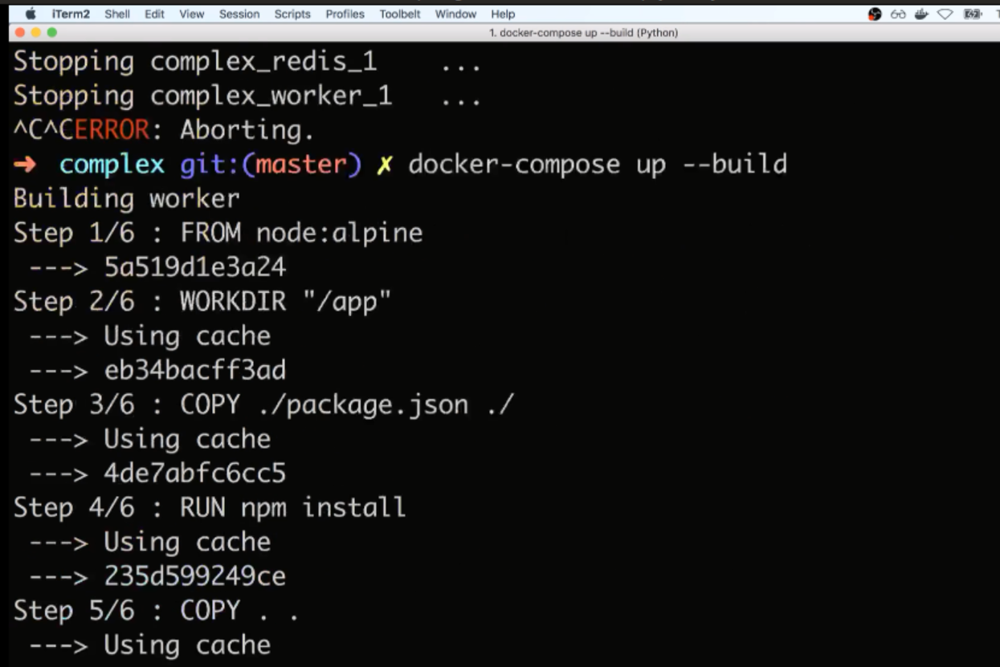 iTerm2 Shell Edit View Session Scripts Profiles Toolbelt Window Help
1. docker-compose up --build (Python)
Stopping complex_redis_1 ...
Stopping complex_worker_1 ...
^C^CERROR: Aborting.
➜ complex git:(master) ✗ docker-compose up --build
Building worker
Step 1/6 : FROM node:alpine
---> 5a519d1e3a24
Step 2/6 : WORKDIR "/app"
---> Using cache
---> eb34bacff3ad
Step 3/6 : COPY ./package.json ./
---> Using cache
---> 4de7abfc6cc5
Step 4/6 : RUN npm install
---> Using cache
---> 235d599249ce
Step 5/6 : COPY . .
---> Using cache